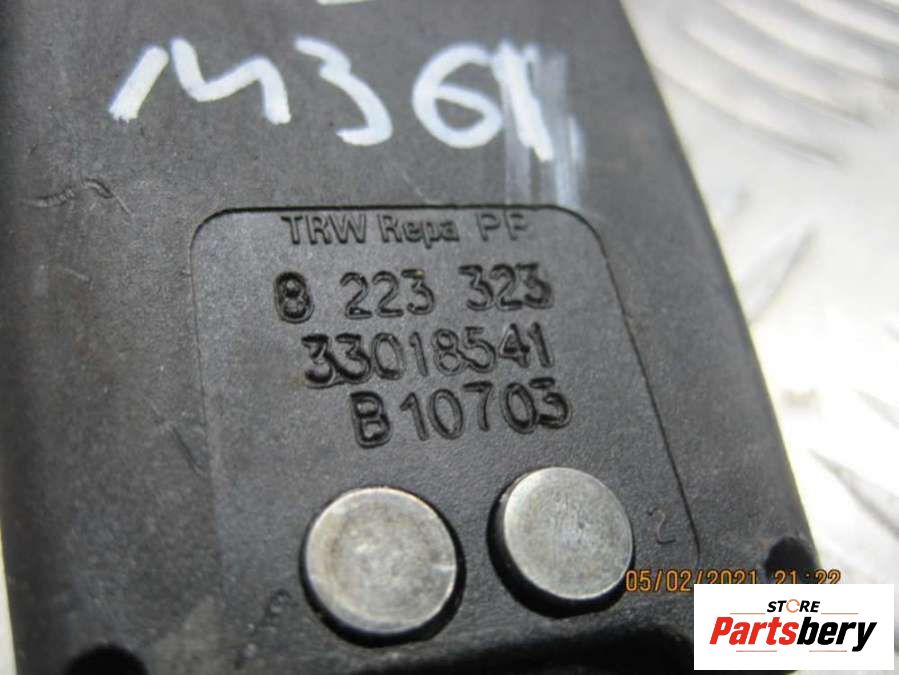 M36
TRW Repa PP
8 223 323
33018541
B 10703
2
05/02/2021 21:22
STORE
Partsbery